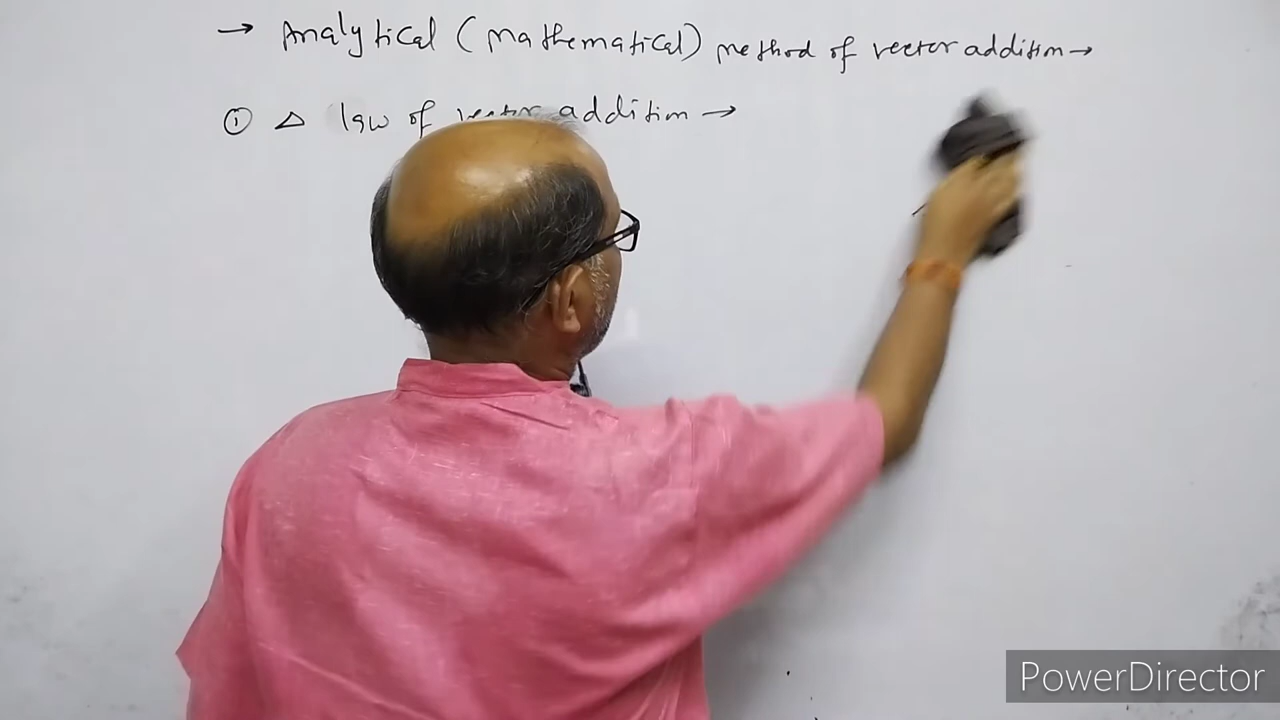 → Analytical (Mathematical) method of vector addition →
① △ law of vector addition →
PowerDirector